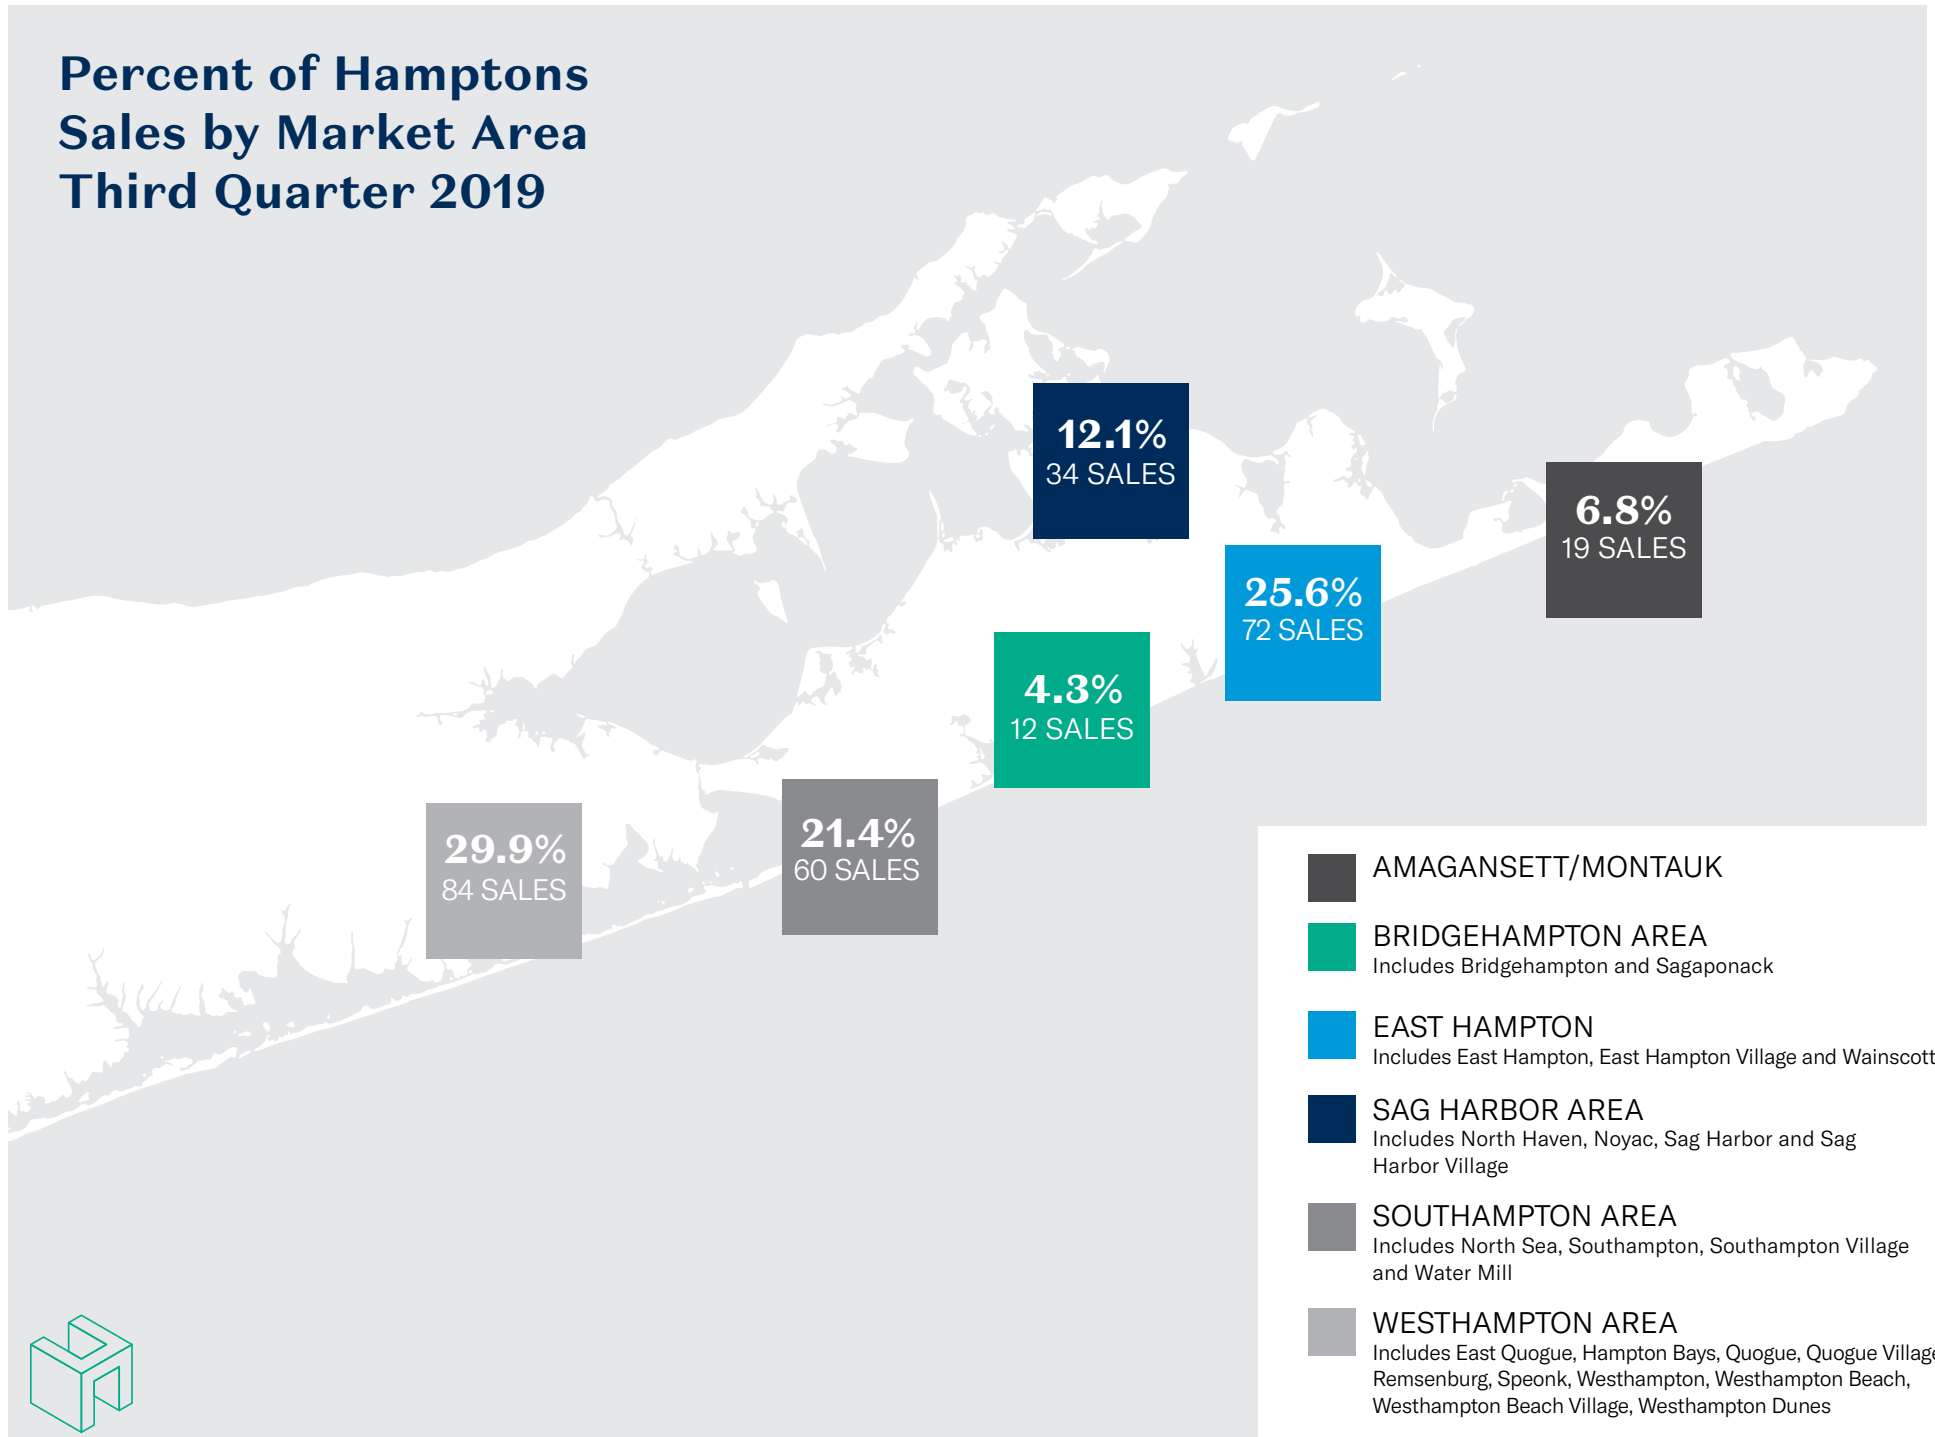 Percent of Hamptons
Sales by Market Area
Third Quarter 2019
12.1%
34 SALES
6.8%
19 SALES
25.6%
72 SALES
4.3%
12 SALES
21.4%
60 SALES
29.9%
84 SALES
AMAGANSETT/MONTAUK
BRIDGEHAMPTON AREA
Includes Bridgehampton and Sagaponack
EAST HAMPTON
Includes East Hampton, East Hampton Village and Wainscott
SAG HARBOR AREA
Includes North Haven, Noyac, Sag Harbor and Sag
Harbor Village
SOUTHAMPTON AREA
Includes North Sea, Southampton, Southampton Village
and Water Mill
WESTHAMPTON AREA
Includes East Quogue, Hampton Bays, Quogue, Quogue Village
Remsenburg, Speonk, Westhampton, Westhampton Beach,
Westhampton Beach Village, Westhampton Dunes